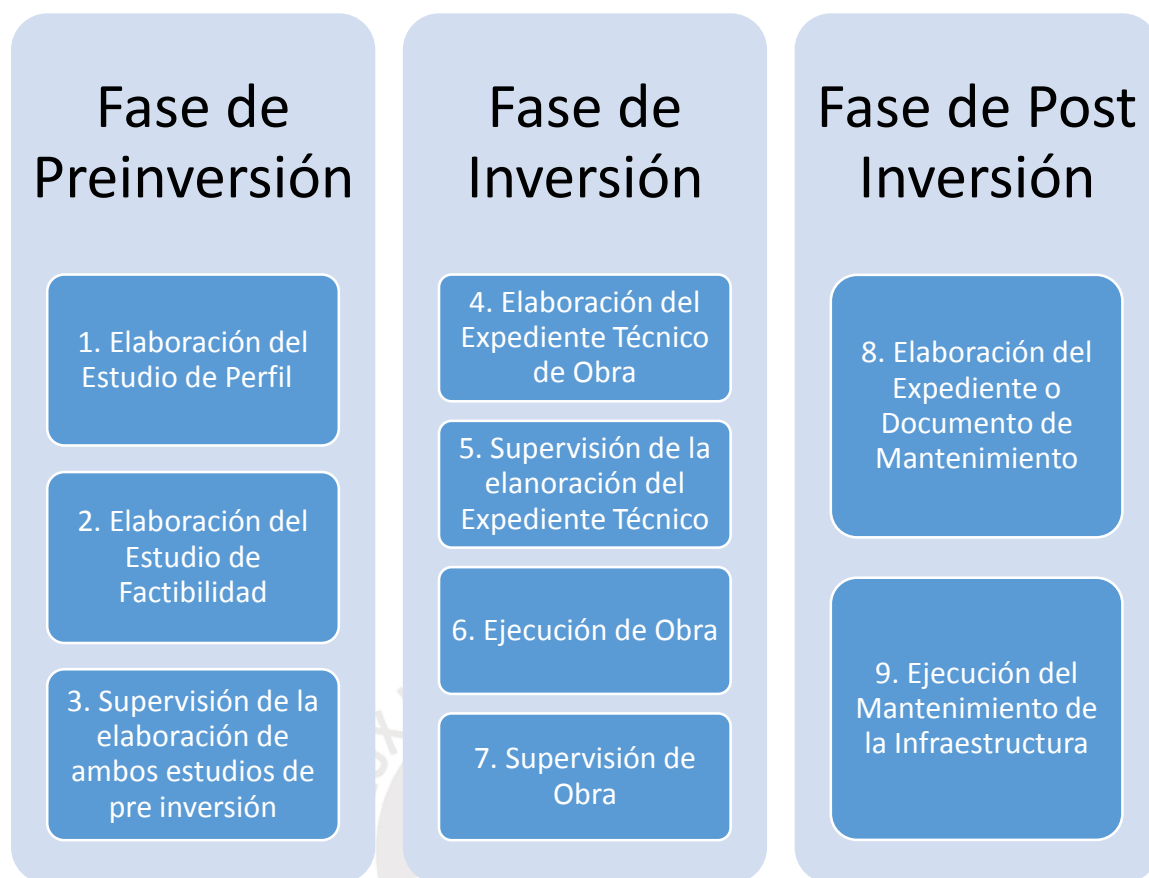 Fase de
Preinversión
1. Elaboración del
Estudio de Perfil
2. Elaboración del
Estudio de
Factibilidad
3. Supervisión de la
elaboración de
ambos estudios de
pre inversión
Fase de
Inversión
4. Elaboración del
Expediente Técnico
de Obra
5. Supervisión de la
elanoración del
Expediente Técnico
6. Ejecución de Obra
7. Supervisión de
Obra
Fase de Post
Inversión
8. Elaboración del
Expediente o
Documento de
Mantenimiento
9. Ejecución del
Mantenimiento de
la Infraestructura